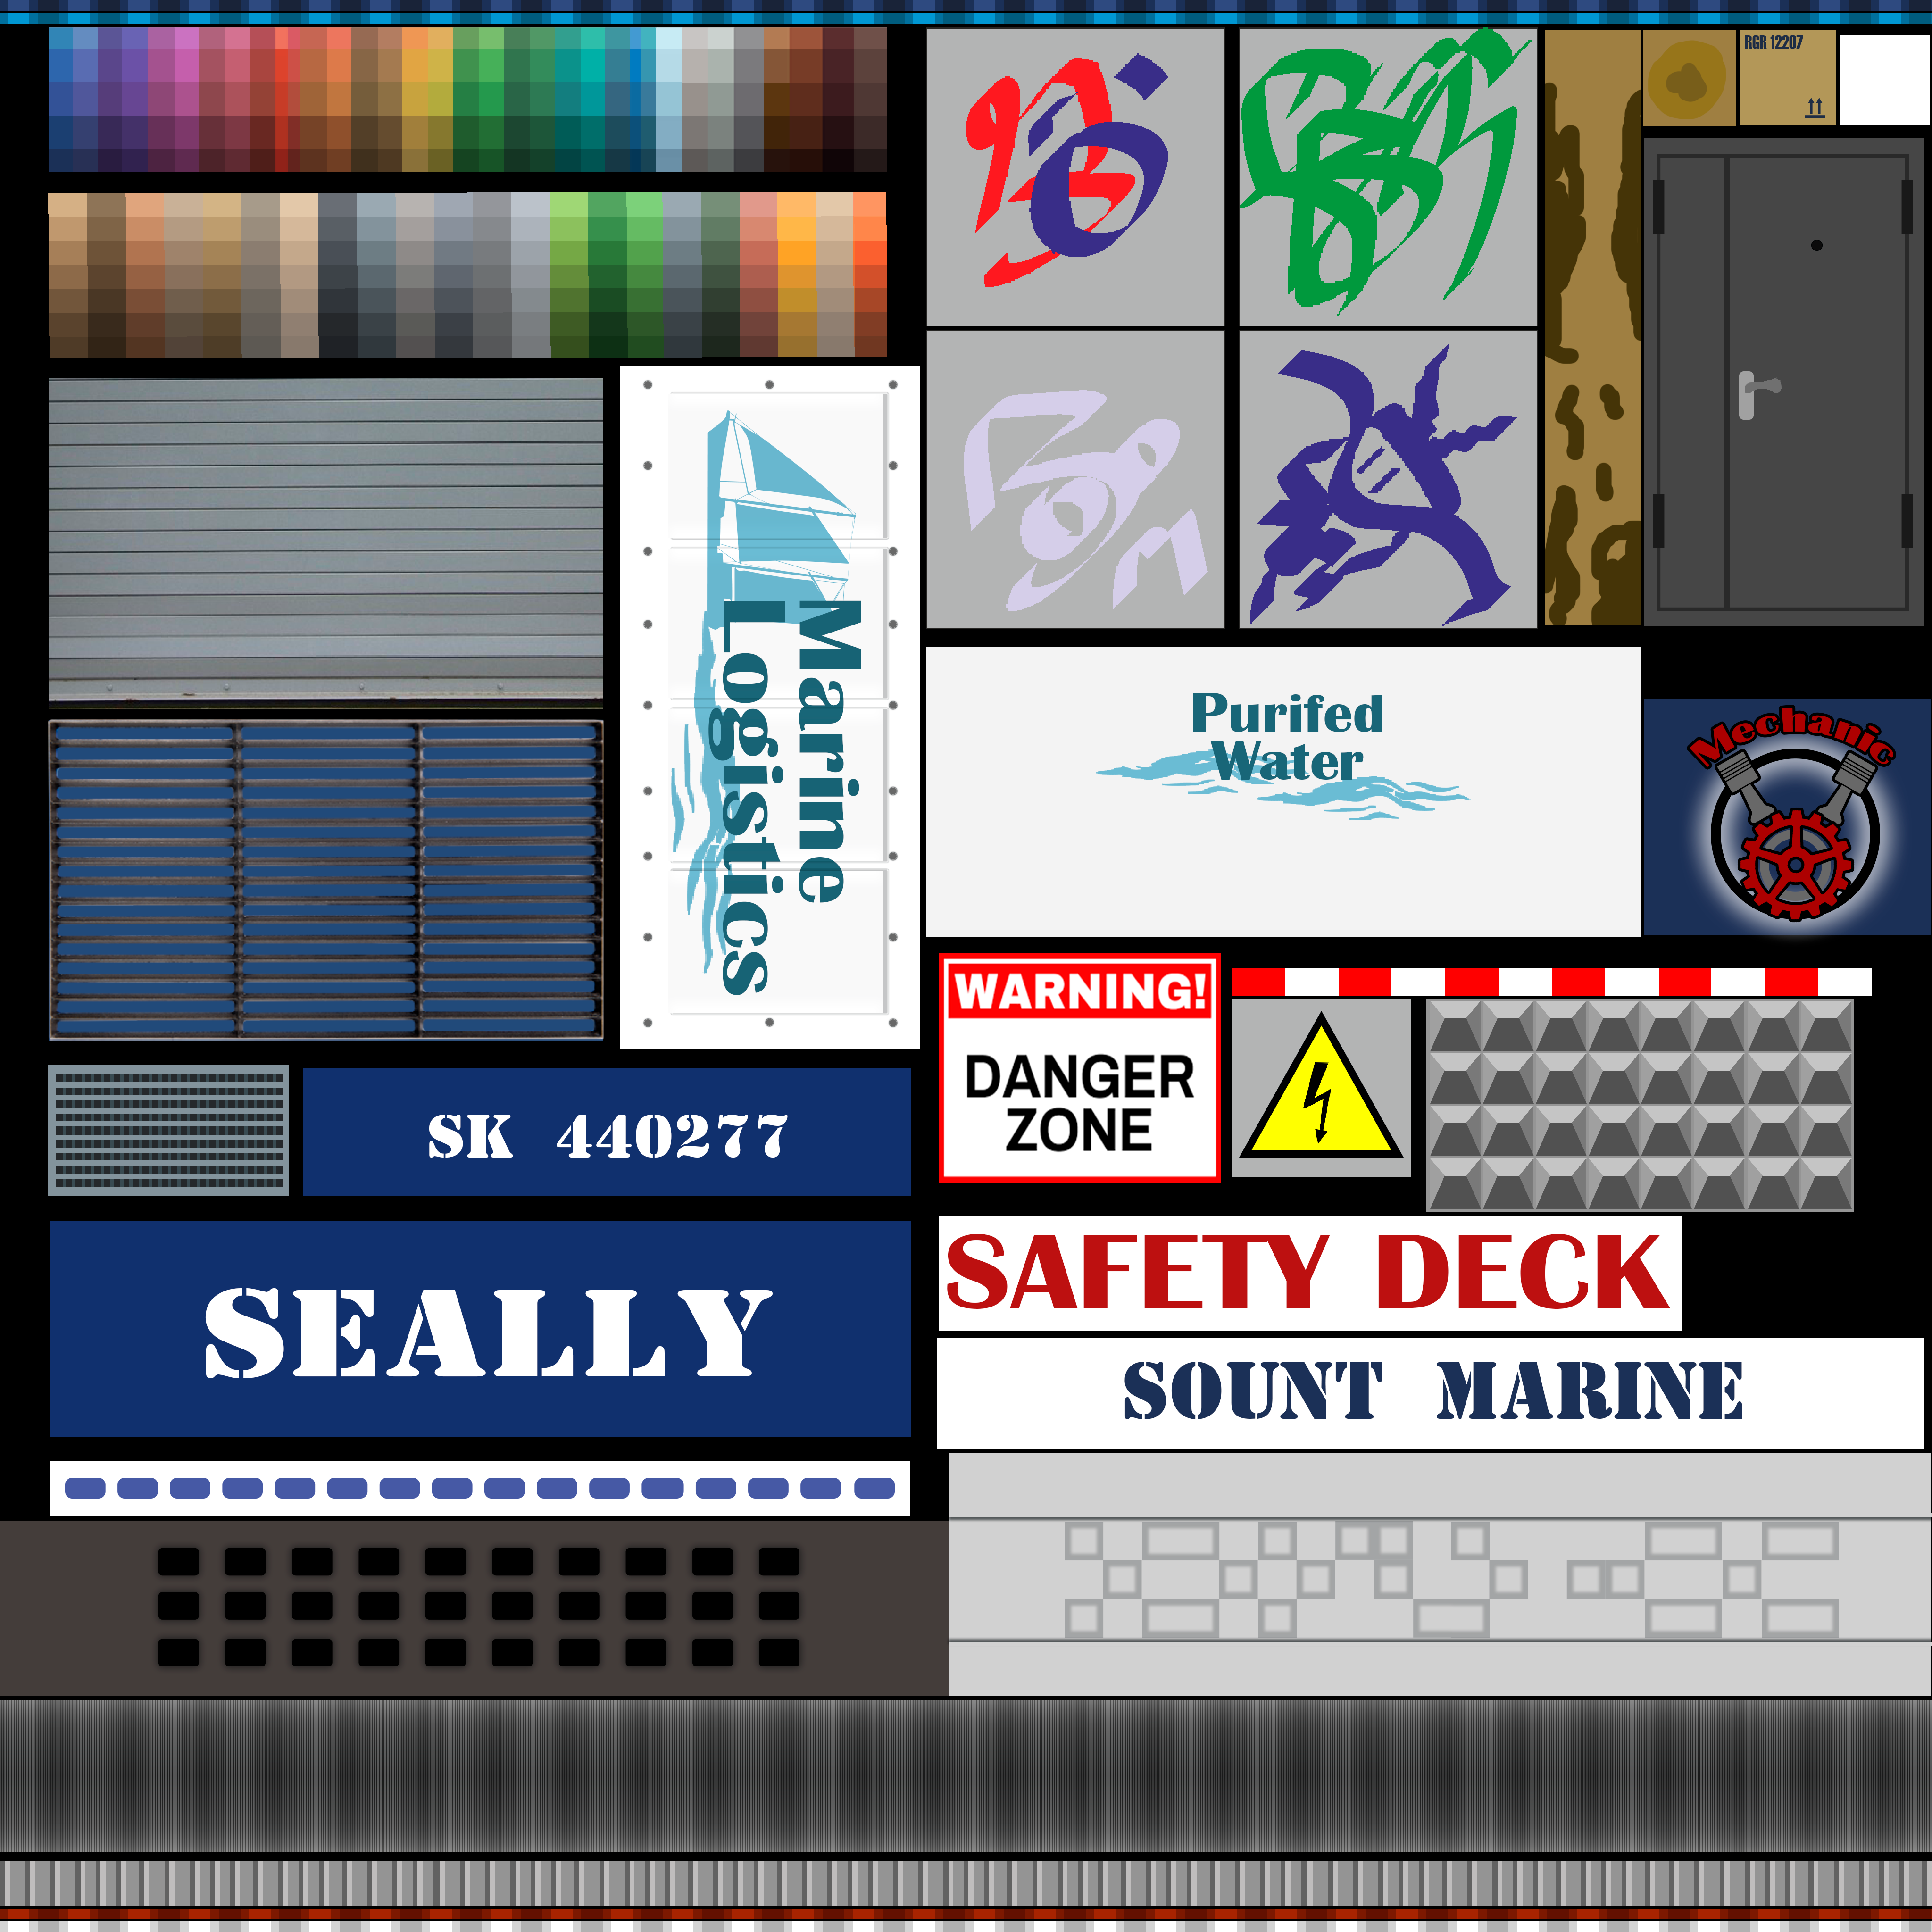 RGR 12207
Marine
Logistics
Purifed
Water
Mechanic
WARNING!
DANGER
ZONE
SK 440277
SAFETY DECK
SEALLY
SOUNT MARINE